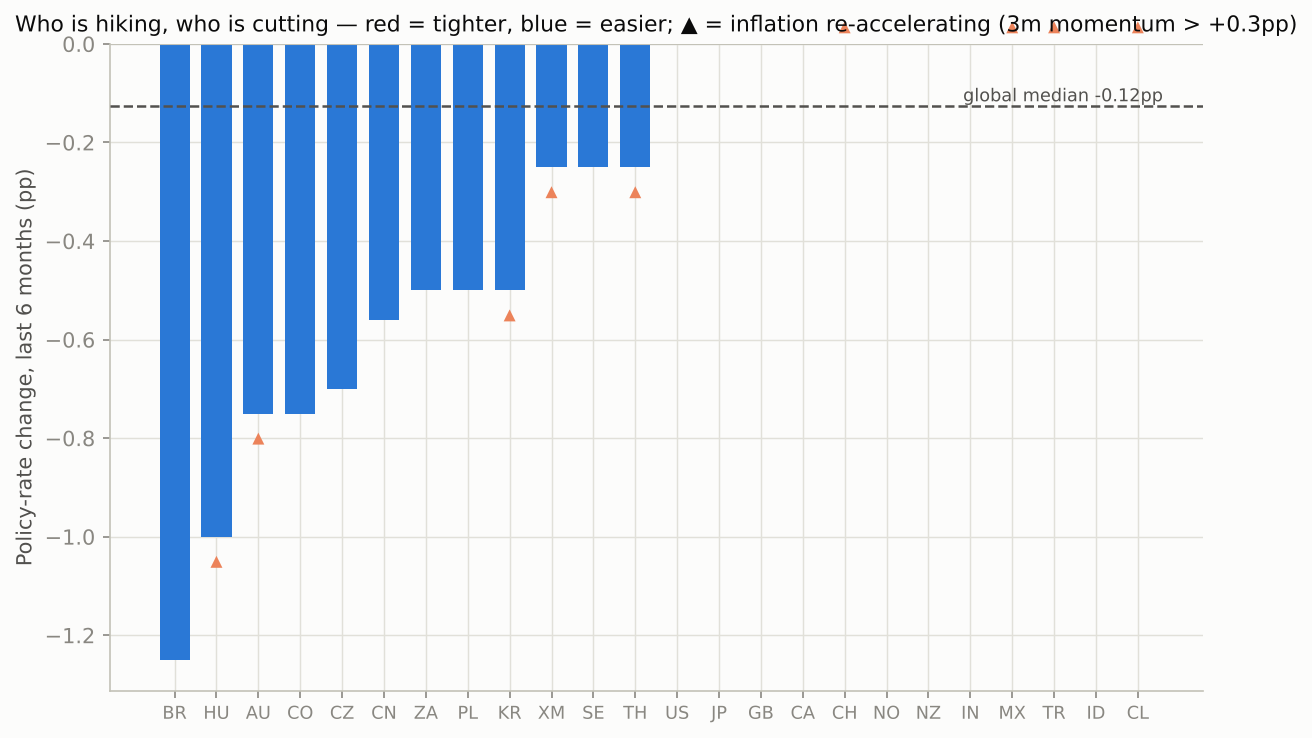 Who is hiking, who is cutting — red = tighter, blue = easier; ▲ = inflation re-accelerating (3m momentum > +0.3pp)
0.0
global median -0.12pp
−0.2
−0.4
−0.6
−0.8
−1.0
−1.2
Policy-rate change, last 6 months (pp)
BR HU AU CO CZ CN ZA PL KR XM SE TH US JP GB CA CH NO NZ IN MX TR ID CL